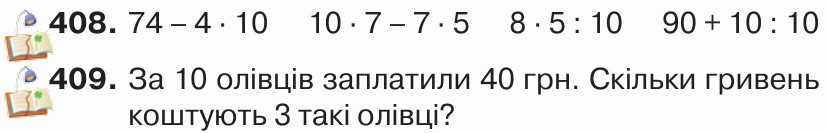 408. 74 – 4 · 10 10 · 7 – 7 · 5 8 · 5 : 10 90 + 10 : 10
409. За 10 олівців заплатили 40 грн. Скільки гривень
коштують 3 такі олівці?